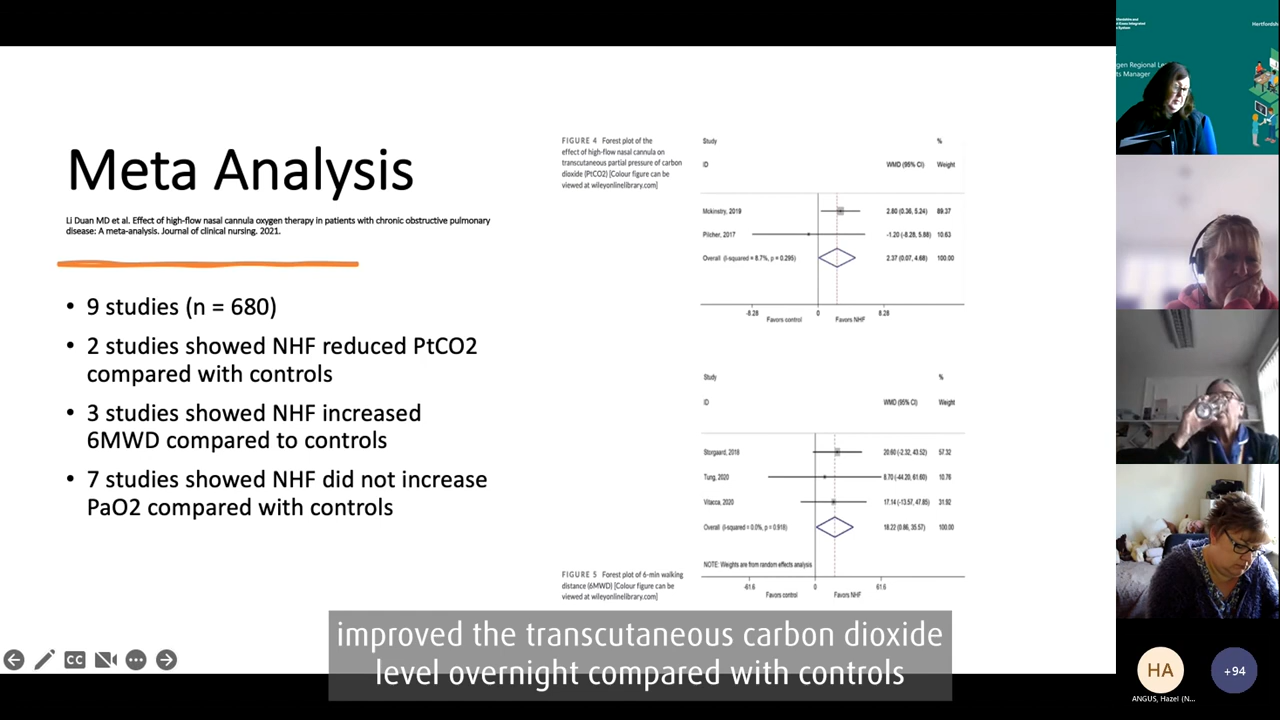 Meta Analysis
Li Duan MD et al. Effect of high-flow nasal cannula oxygen therapy in patients with chronic obstructive pulmonary
disease: A meta-analysis. Journal of clinical nursing. 2021.
• 9 studies (n = 680)
• 2 studies showed NHF reduced PtCO2
compared with controls
• 3 studies showed NHF increased
6MWD compared to controls
• 7 studies showed NHF did not increase
PaO2 compared with controls
FIGURE 4 Forest plot of the
effect of high-flow nasal cannula on
transcutaneous partial pressure of carbon
dioxide (PtCO2) [Colour figure can be
viewed at wileyonlinelibrary.com]
Study %
ID WMD (95% CI) Weight
Mckinstry, 2019 2.80 (0.36, 5.24) 89.37
Pilcher, 2017 -1.20 (-8.28, 5.88) 10.63
Overall (I-squared = 8.7%, p = 0.295) 2.37 (0.07, 4.68) 100.00
-8.28 0 8.28
Favors control Favors NHF
Study %
ID WMD (95% CI) Weight
Storgaard, 2018 20.60 (-2.32, 43.52) 57.32
Tung, 2020 8.70 (-44.20, 61.60) 10.76
Vitacca, 2020 17.14 (-13.57, 47.85) 31.92
Overall (I-squared = 0.0%, p = 0.918) 18.22 (0.86, 35.57) 100.00
NOTE: Weights are from random effects analysis
-61.6 0 61.6
Favors control Favors NHF
FIGURE 5 Forest plot of 6-min walking
distance (6MWD) [Colour figure can be
viewed at wileyonlinelibrary.com]
improved the transcutaneous carbon dioxide
level overnight compared with controls
CC
Hertfordsh
gen Regional Le
ts Manager
HA
+94
ANGUS, Hazel (N...